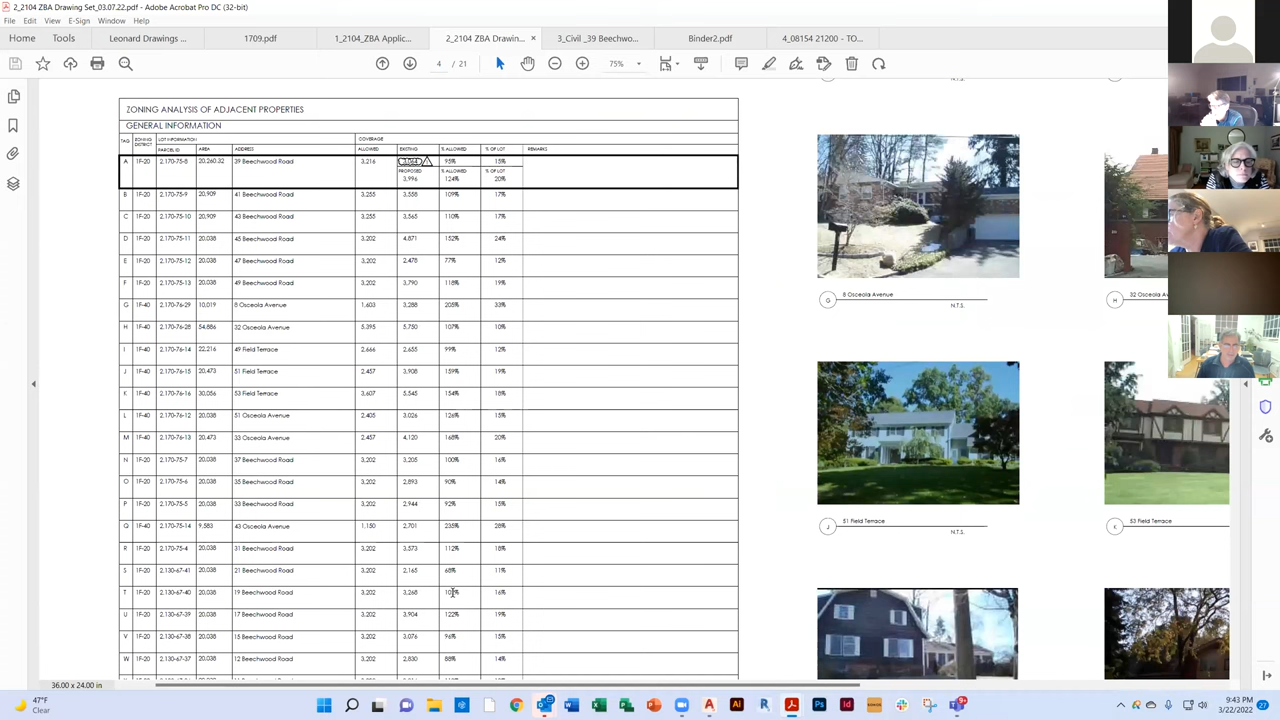 2_2104 ZBA Drawing Set_03.07.22.pdf - Adobe Acrobat Pro DC (32-bit)
File Edit View E-Sign Window Help
Home Tools Leonard Drawings ... 1709.pdf 1_2104_ZBA Applic... 2_2104 ZBA Drawin... × 3_Civil _39 Beechwo... Binder2.pdf 4_08154 21200 - TO...
4 / 2 75%
ZONING ANALYSIS OF ADJACENT PROPERTIES
GENERAL INFORMATION
TAG ZONING DISTRICT LOT INFORMATION COVERAGE
PARCEL ID AREA ADDRESS ALLOWED EXISTING % ALLOWED % OF LOT REMARKS
A 1F-20 2.170-75-8 20,260.32 39 Beechwood Road 3,216 3,064 95% 15%
PROPOSED % ALLOWED % OF LOT
3,996 124% 20%
B 1F-20 2.170-75-9 20,909 41 Beechwood Road 3,255 3,558 109% 17%
C 1F-20 2.170-75-10 20,909 43 Beechwood Road 3,255 3,565 110% 17%
D 1F-20 2.170-75-11 20,038 45 Beechwood Road 3,202 4,871 152% 24%
E 1F-20 2.170-75-12 20,038 47 Beechwood Road 3,202 2,478 77% 12%
F 1F-20 2.170-75-13 20,038 49 Beechwood Road 3,202 3,790 118% 19%
G 1F-40 2.170-76-29 10,019 8 Osceola Avenue 1,603 3,288 205% 33%
H 1F-40 2.170-76-28 54,886 32 Osceola Avenue 5,395 5,750 107% 10%
I 1F-40 2.170-76-14 22,216 49 Field Terrace 2,666 2,655 99% 12%
J 1F-40 2.170-76-15 20,473 51 Field Terrace 2,457 3,908 159% 19%
K 1F-40 2.170-76-16 30,056 53 Field Terrace 3,607 5,545 154% 18%
L 1F-40 2.170-76-12 20,038 51 Osceola Avenue 2,405 3,026 126% 15%
M 1F-40 2.170-76-13 20,473 33 Osceola Avenue 2,457 4,120 168% 20%
N 1F-20 2.170-75-7 20,038 37 Beechwood Road 3,202 3,205 100% 16%
O 1F-20 2.170-75-6 20,038 35 Beechwood Road 3,202 2,893 90% 14%
P 1F-20 2.170-75-5 20,038 33 Beechwood Road 3,202 2,944 92% 15%
Q 1F-40 2.170-75-14 9,583 43 Osceola Avenue 1,150 2,701 235% 28%
R 1F-20 2.170-75-4 20,038 31 Beechwood Road 3,202 3,573 112% 18%
S 1F-20 2.130-67-41 20,038 21 Beechwood Road 3,202 2,165 68% 11%
T 1F-20 2.130-67-40 20,038 19 Beechwood Road 3,202 3,268 16%
U 1F-20 2.130-67-39 20,038 17 Beechwood Road 3,202 3,904 122% 19%
V 1F-20 2.130-67-38 20,038 15 Beechwood Road 3,202 3,076 96% 15%
W 1F-20 2.130-67-37 20,038 12 Beechwood Road 3,202 2,830 88% 14%
G 8 Osceola Avenue
N.T.S.
H 32 Osceola Av
J 51 Field Terrace
N.T.S.
K 53 Field Terrace
36.00 x 24.00 in
47°F
Clear
9:43 PM
3/22/2022
27